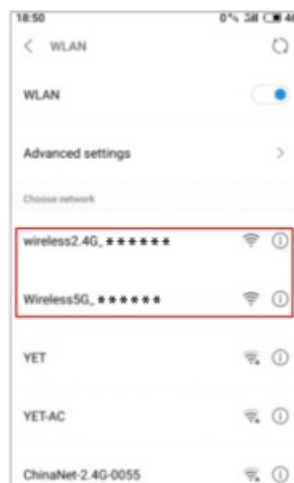 18:50
< WLAN
WLAN
Advanced settings >
Choose network
wireless2.4G_******
Wireless5G_******
YET
YET-AC
ChinaNet-2.4G-0055